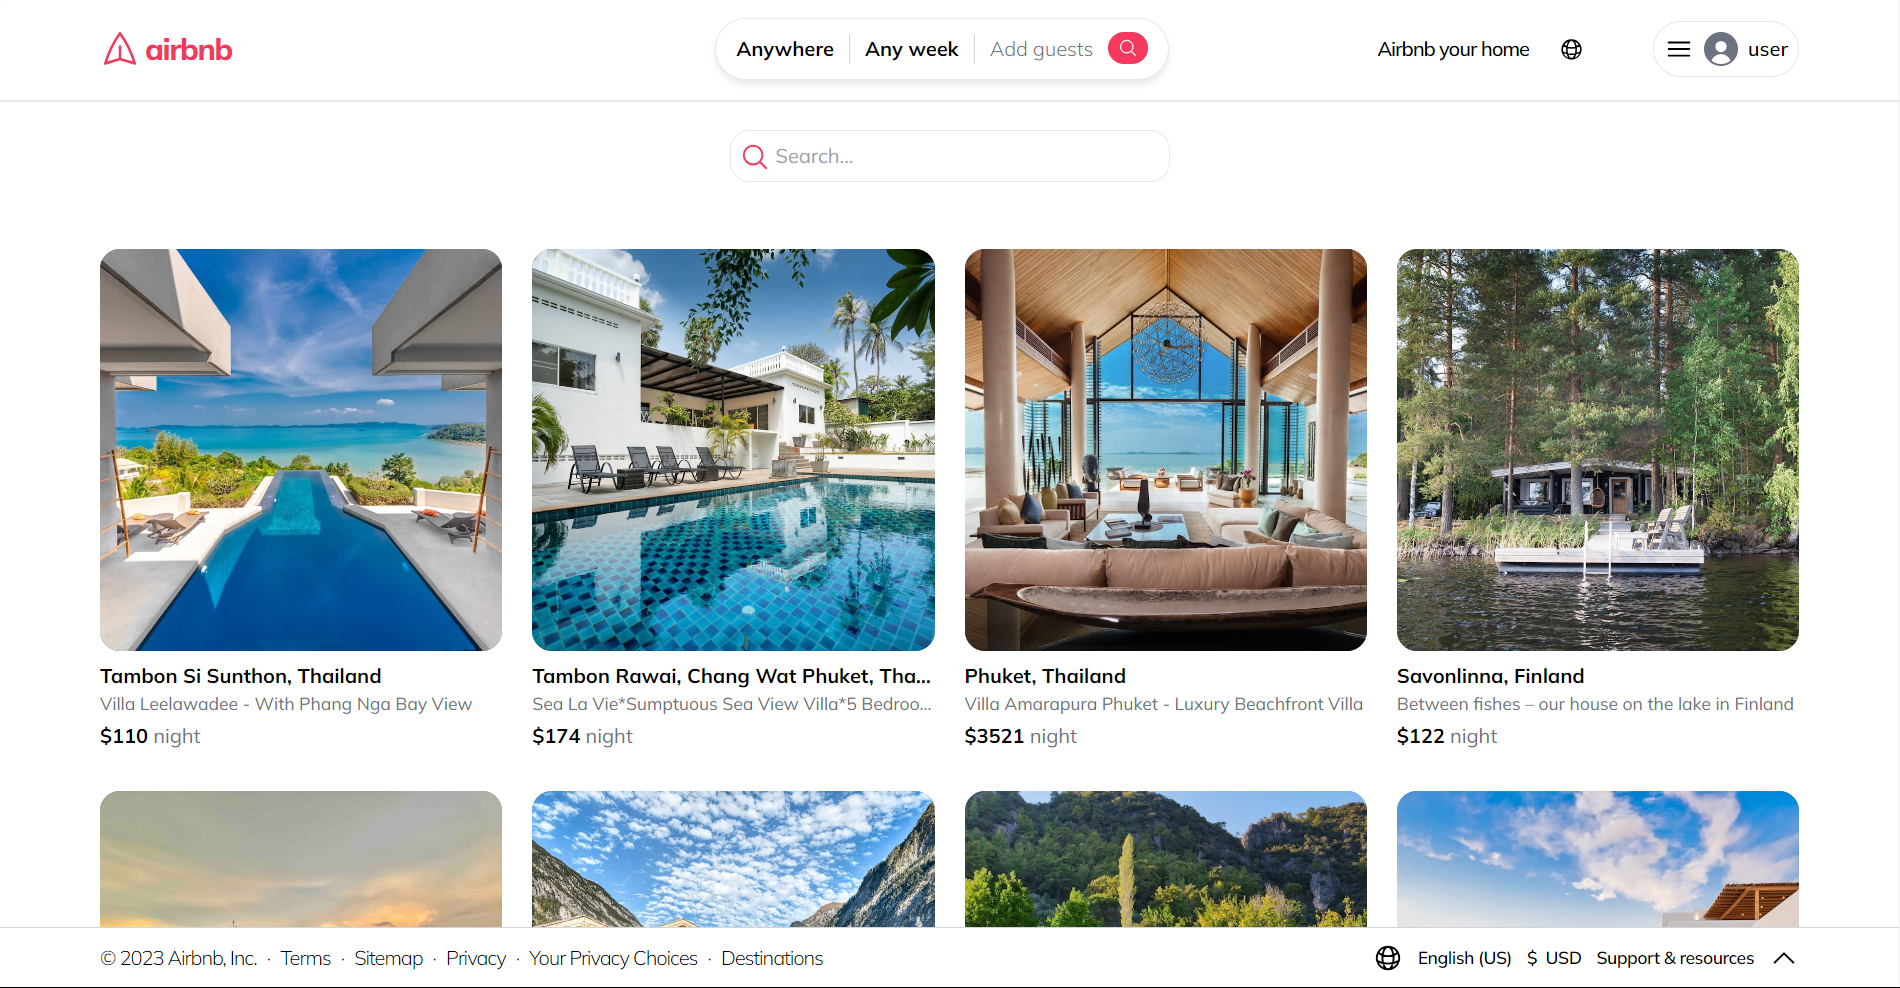 airbnb
Anywhere Any week Add guests
Airbnb your home
user
Search...
Tambon Si Sunthon, Thailand
Villa Leelawadee - With Phang Nga Bay View
$110 night
Tambon Rawai, Chang Wat Phuket, Tha...
Sea La Vie*Sumptuous Sea View Villa*5 Bedroo...
$174 night
Phuket, Thailand
Villa Amarapura Phuket - Luxury Beachfront Villa
$3521 night
Savonlinna, Finland
Between fishes – our house on the lake in Finland
$122 night
© 2023 Airbnb, Inc. · Terms · Sitemap · Privacy · Your Privacy Choices · Destinations
English (US) $ USD Support & resources